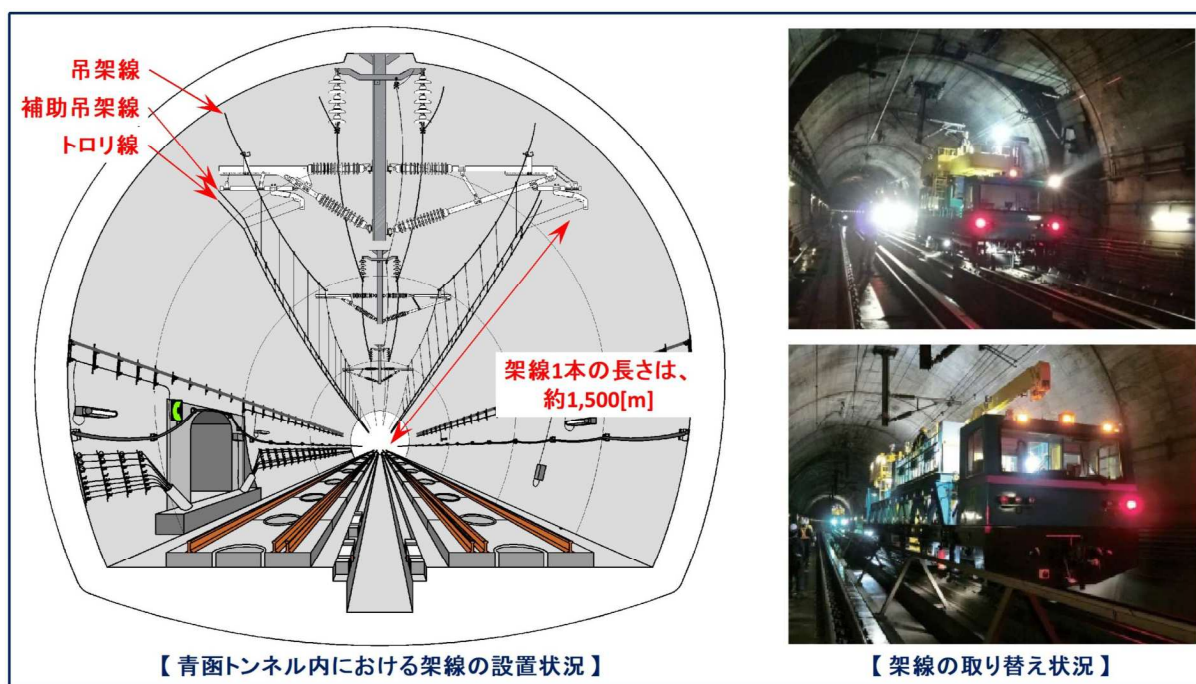 吊架線
補助吊架線
トロリ線
架線1本の長さは、
約1,500[m]
【 青函トンネル内における架線の設置状況 】
【 架線の取り替え状況 】